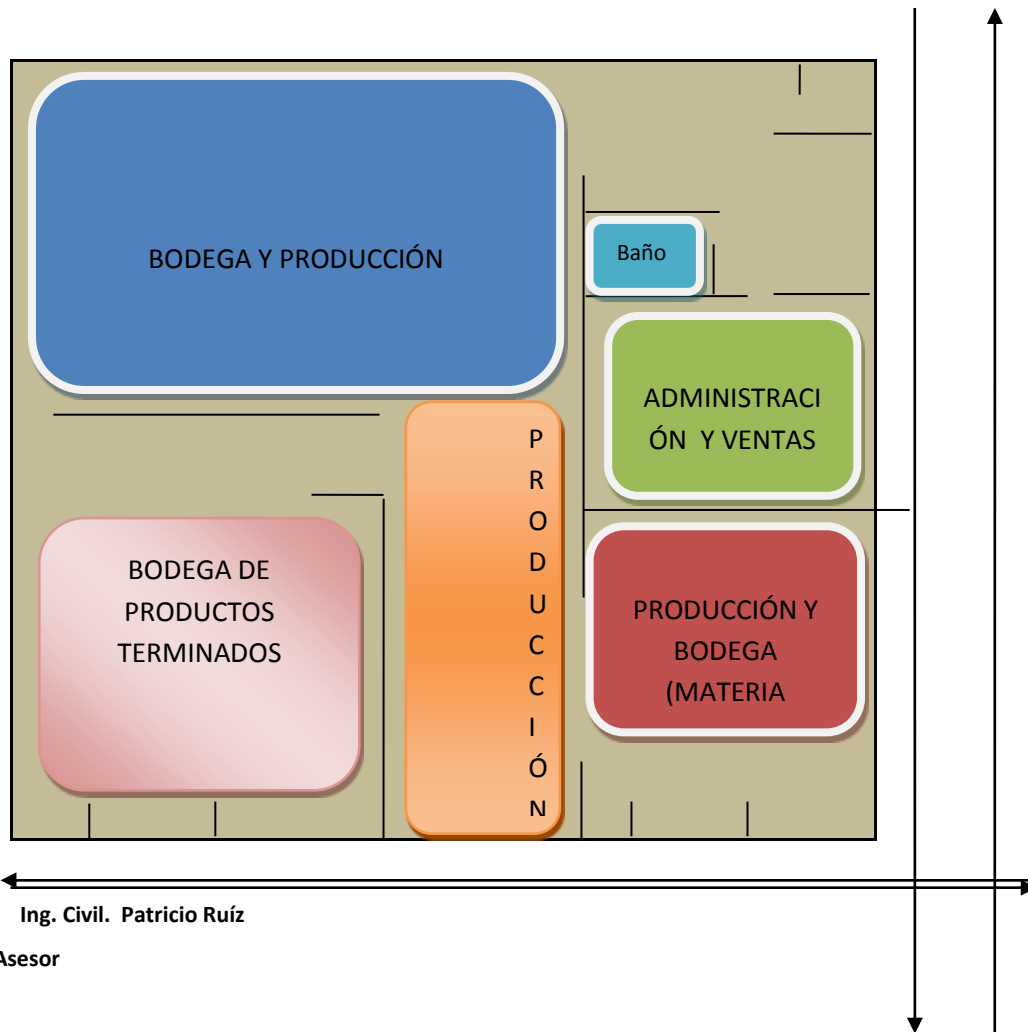 BODEGA Y PRODUCCIÓN
Baño
ADMINISTRACI
ÓN Y VENTAS
P
R
O
D
U
C
C
I
Ó
N
BODEGA DE
PRODUCTOS
TERMINADOS
PRODUCCIÓN Y
BODEGA
(MATERIA
Ing. Civil. Patricio Ruíz
Asesor